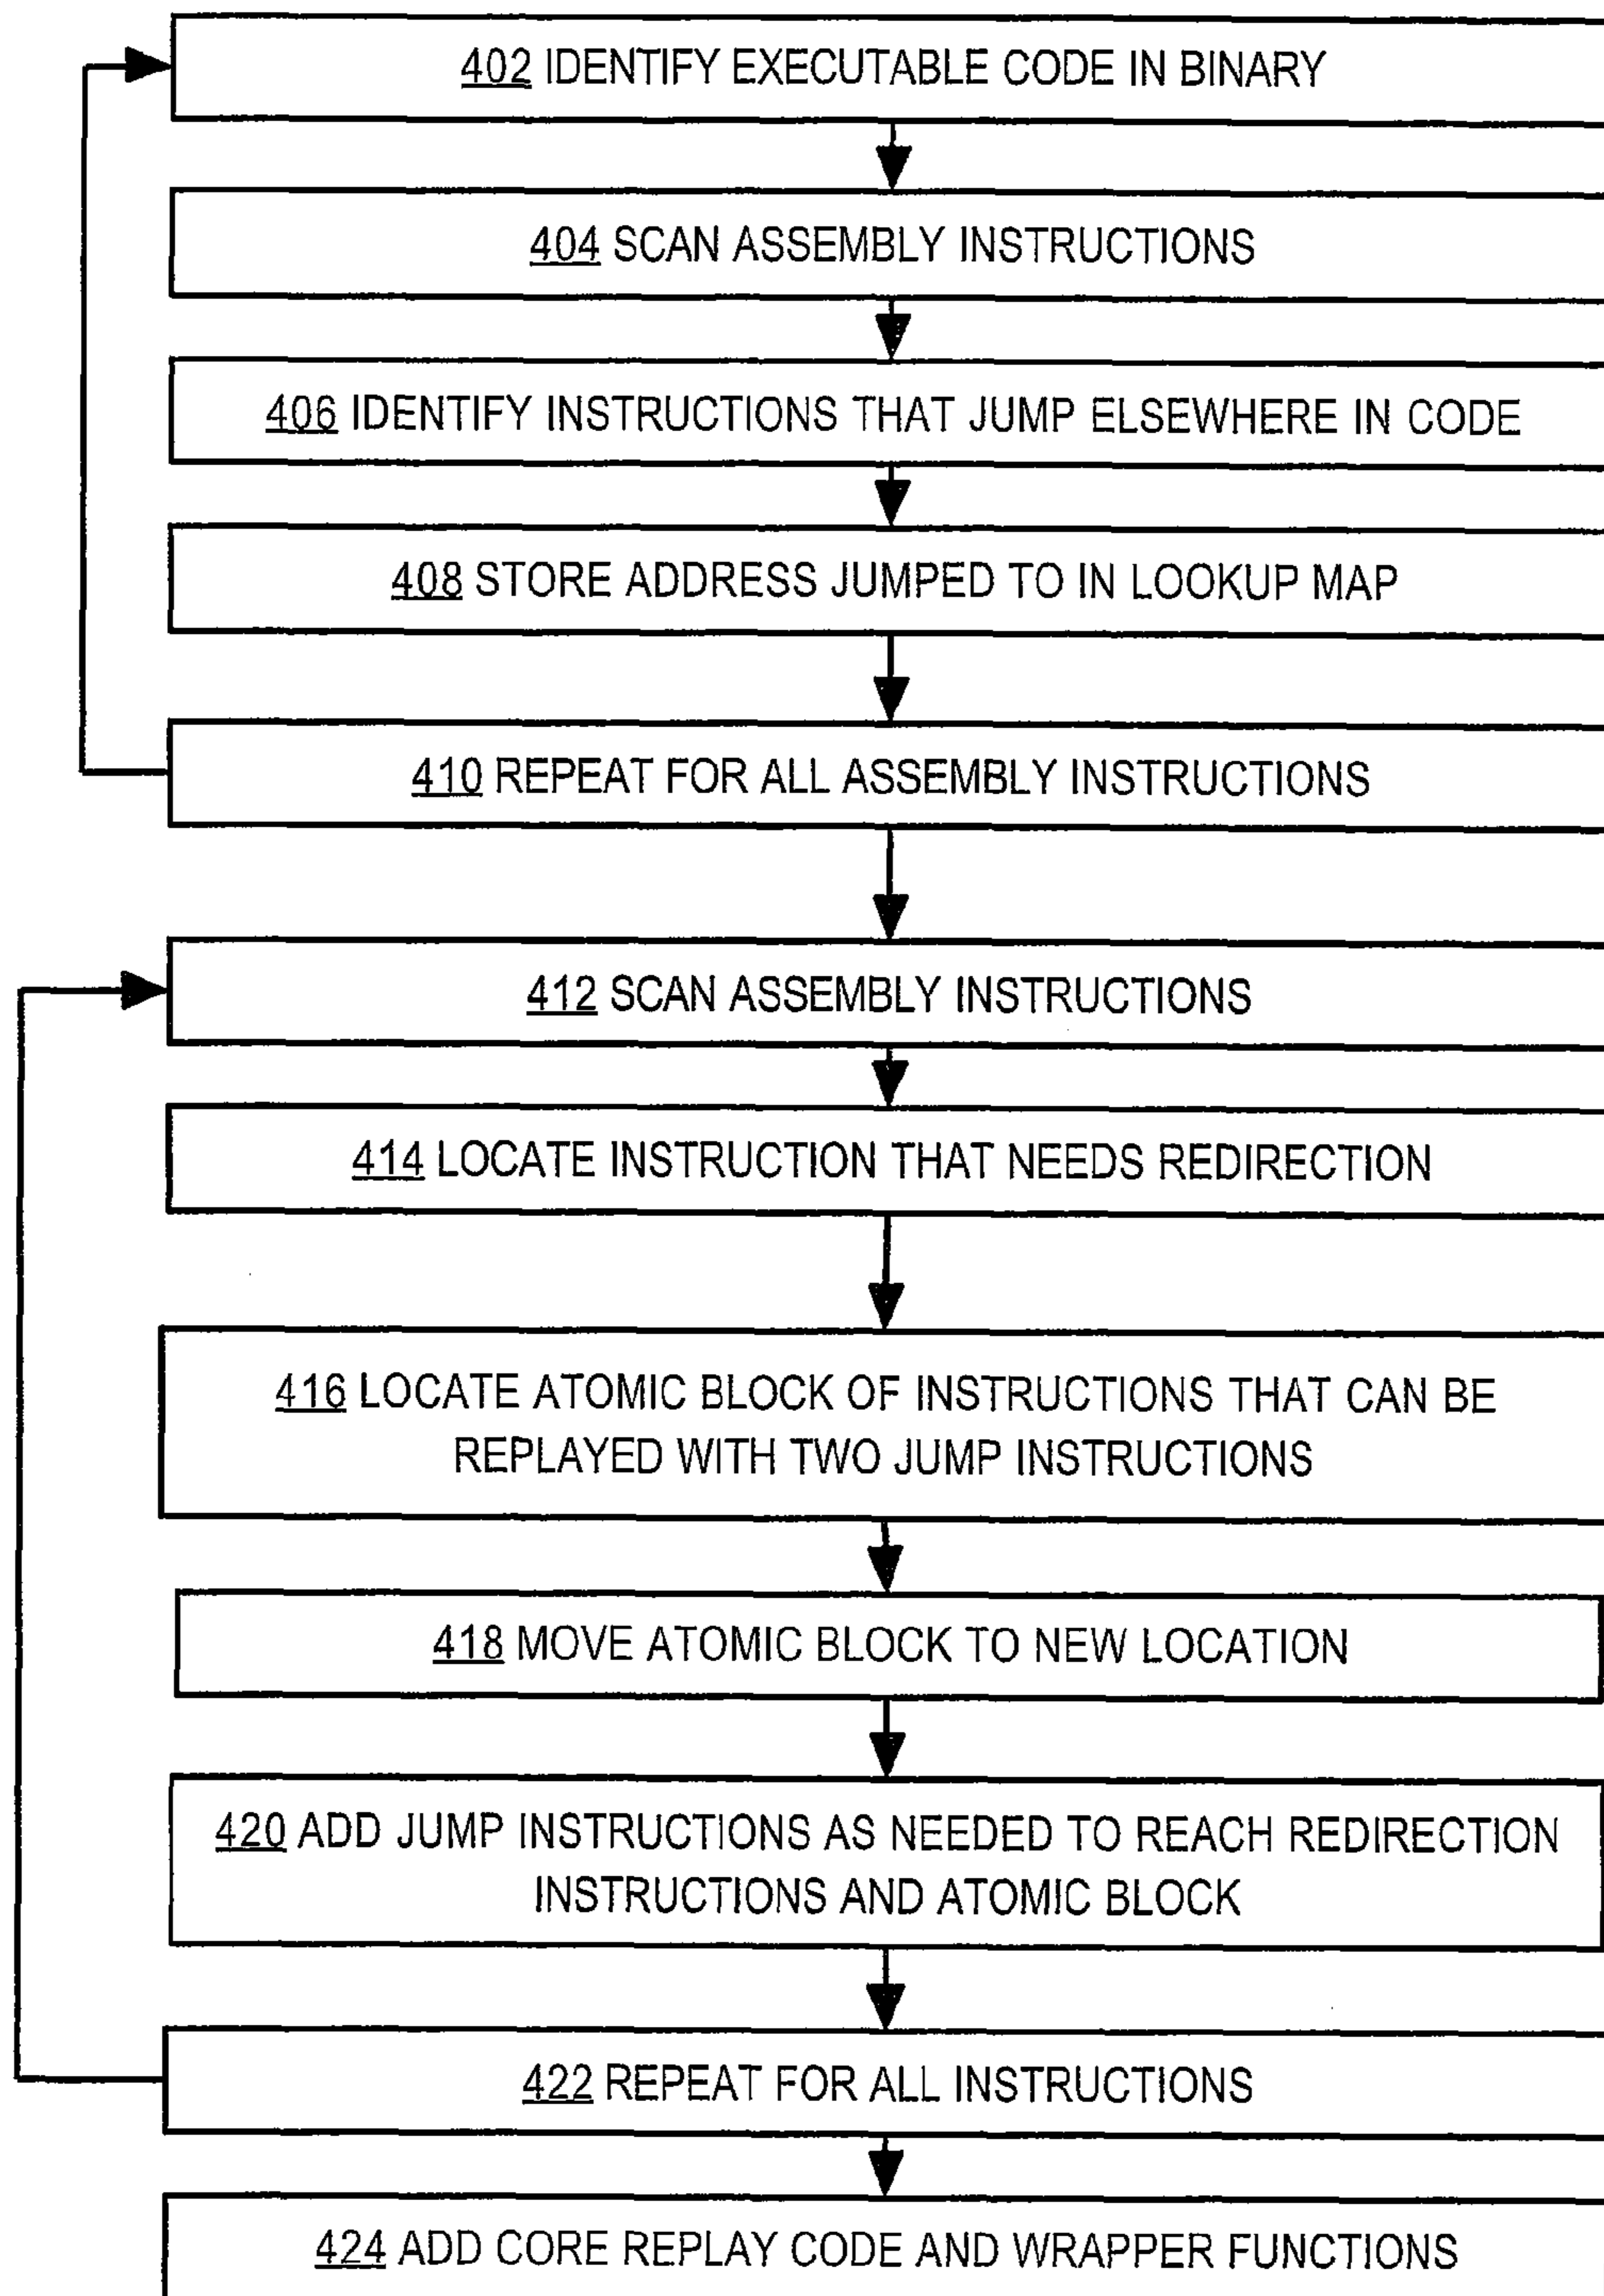 402 IDENTIFY EXECUTABLE CODE IN BINARY
404 SCAN ASSEMBLY INSTRUCTIONS
406 IDENTIFY INSTRUCTIONS THAT JUMP ELSEWHERE IN CODE
408 STORE ADDRESS JUMPED TO IN LOOKUP MAP
410 REPEAT FOR ALL ASSEMBLY INSTRUCTIONS
412 SCAN ASSEMBLY INSTRUCTIONS
414 LOCATE INSTRUCTION THAT NEEDS REDIRECTION
416 LOCATE ATOMIC BLOCK OF INSTRUCTIONS THAT CAN BE
REPLAYED WITH TWO JUMP INSTRUCTIONS
418 MOVE ATOMIC BLOCK TO NEW LOCATION
420 ADD JUMP INSTRUCTIONS AS NEEDED TO REACH REDIRECTION
INSTRUCTIONS AND ATOMIC BLOCK
422 REPEAT FOR ALL INSTRUCTIONS
424 ADD CORE REPLAY CODE AND WRAPPER FUNCTIONS